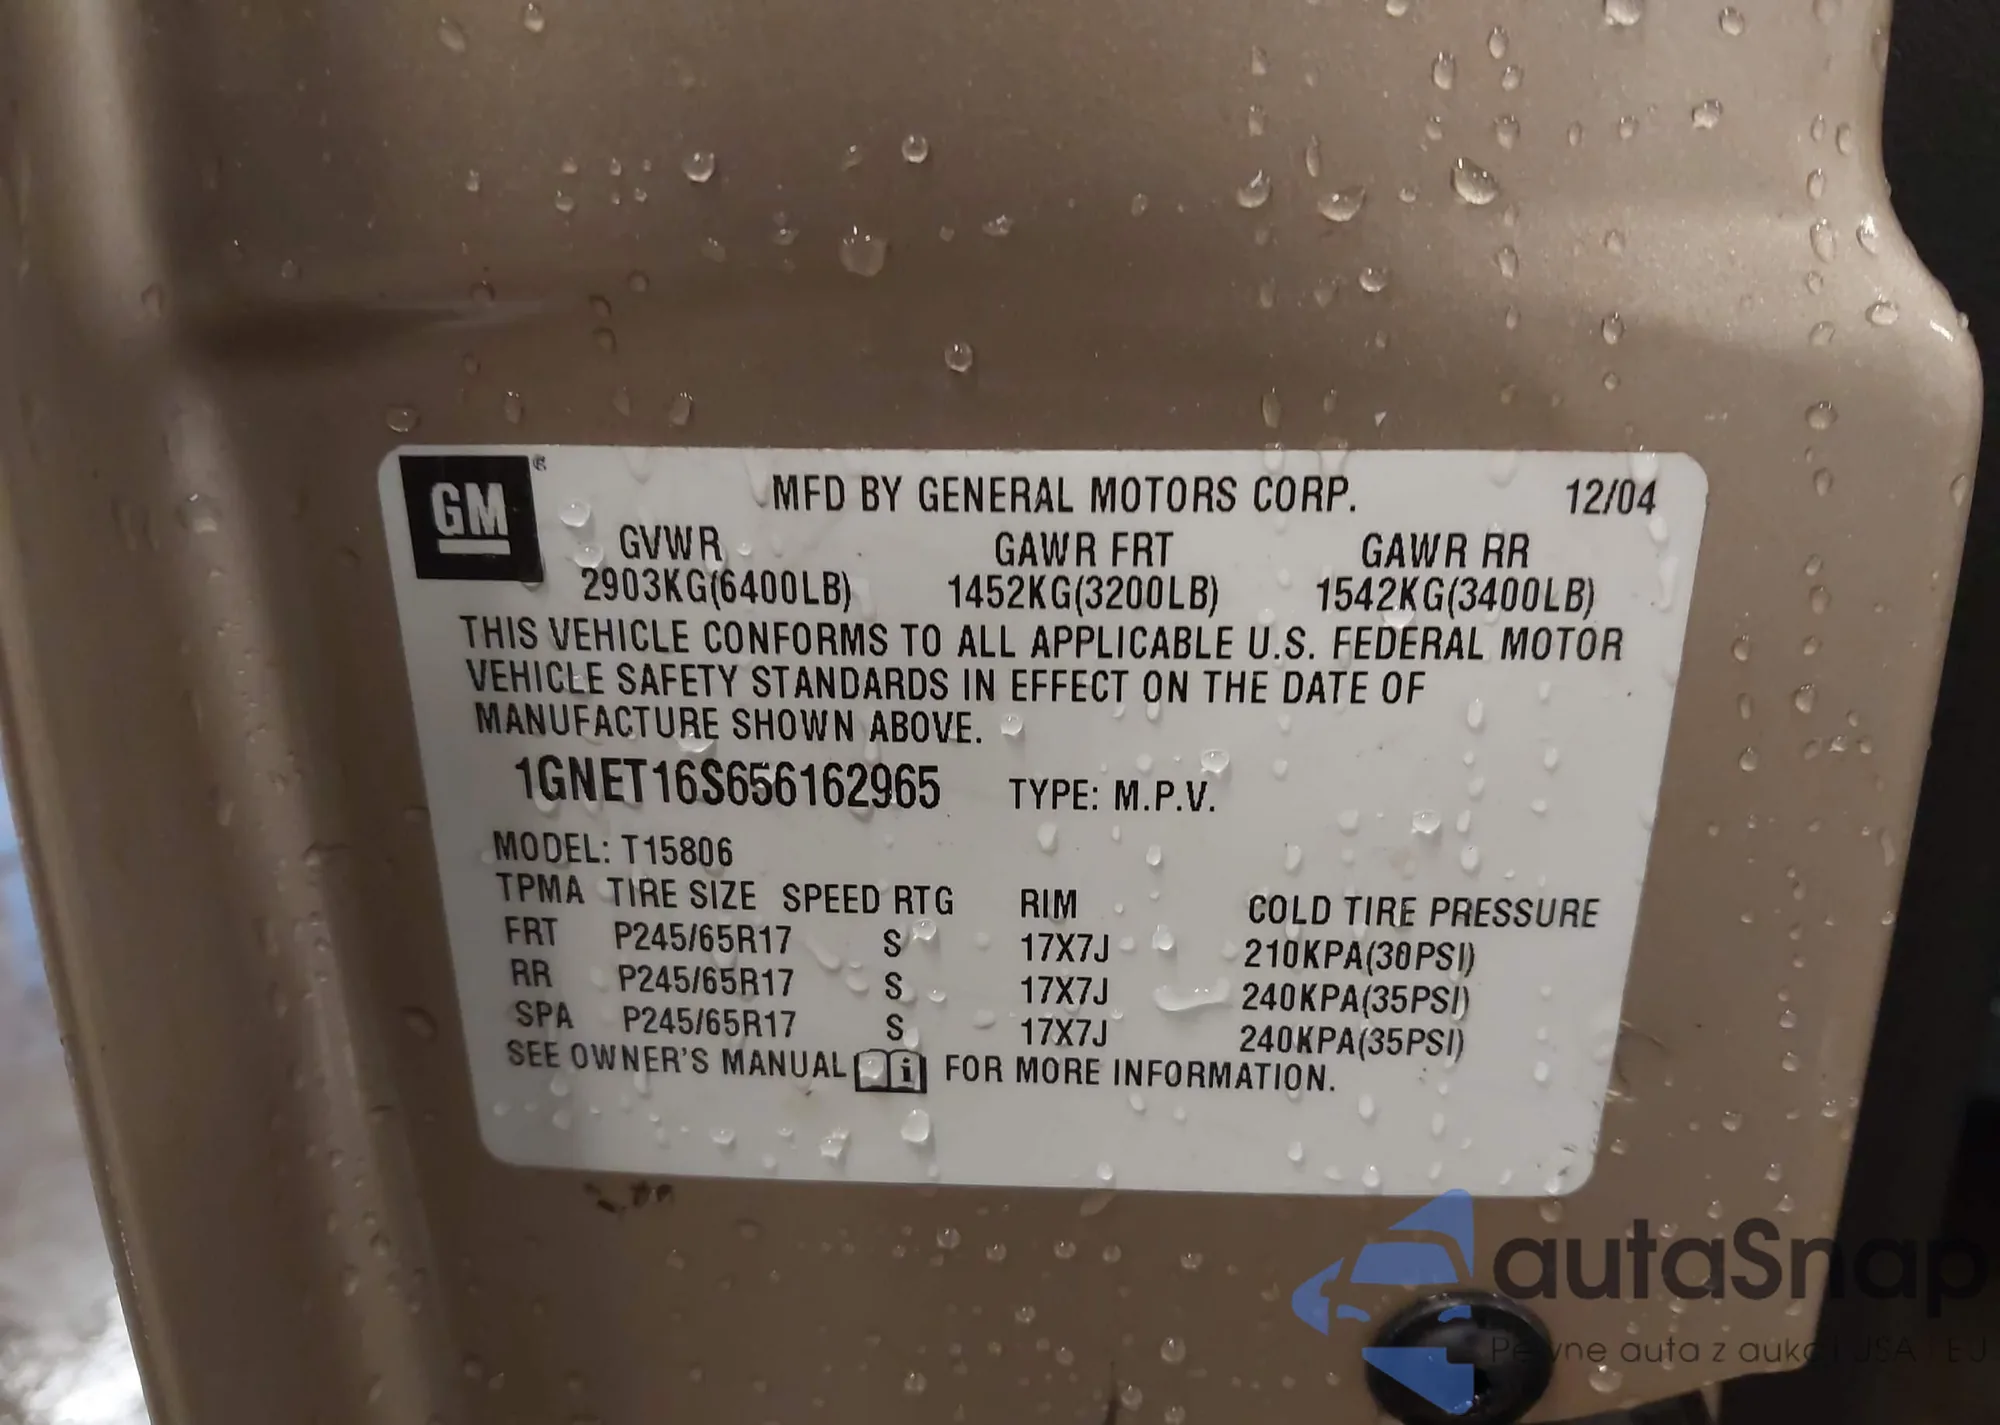 GM ®
MFD BY GENERAL MOTORS CORP. 12/04
GVWR GAWR FRT GAWR RR
2903KG(6400LB) 1452KG(3200LB) 1542KG(3400LB)
THIS VEHICLE CONFORMS TO ALL APPLICABLE U.S. FEDERAL MOTOR
VEHICLE SAFETY STANDARDS IN EFFECT ON THE DATE OF
MANUFACTURE SHOWN ABOVE.
1GNET16S656162965 TYPE: M.P.V.
MODEL: T15806
TPMA TIRE SIZE SPEED RTG RIM COLD TIRE PRESSURE
FRT P245/65R17 S 17X7J 210KPA(30PSI)
RR P245/65R17 S 17X7J 240KPA(35PSI)
SPA P245/65R17 S 17X7J 240KPA(35PSI)
SEE OWNER'S MANUAL i FOR MORE INFORMATION.
autaSnap
auta z USA EU